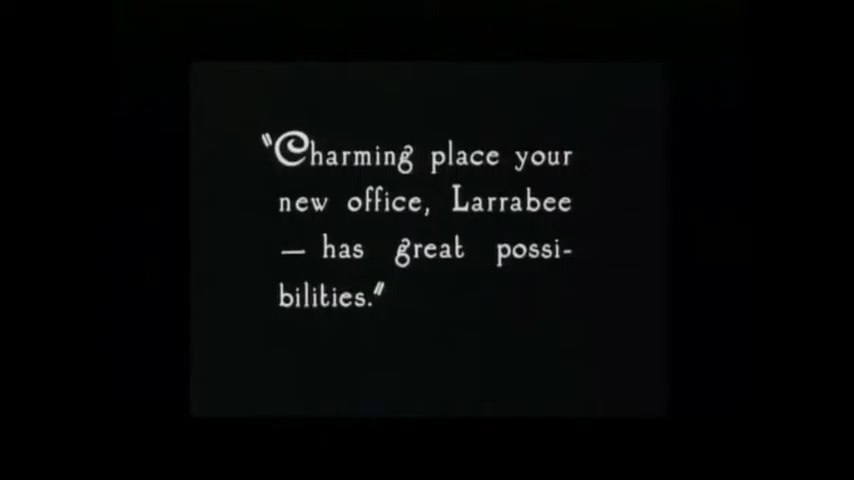 "Charming place your
new office, Larrabee
— has great possi-
bilities."